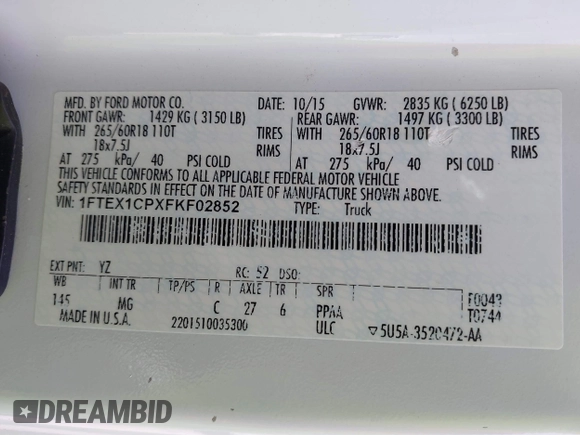 MFD. BY FORD MOTOR CO. DATE: 10/15 GVWR: 2835 KG ( 6250 LB)
FRONT GAWR: 1429 KG ( 3150 LB) REAR GAWR: 1497 KG ( 3300 LB)
WITH 265/60R18 110T TIRES WITH 265/60R18 110T TIRES
18x7.5J RIMS 18x7.5J RIMS
AT 275 kPa/ 40 PSI COLD AT 275 kPa/ 40 PSI COLD
THIS VEHICLE CONFORMS TO ALL APPLICABLE FEDERAL MOTOR VEHICLE
SAFETY STANDARDS IN EFFECT ON THE DATE OF MANUFACTURE SHOWN ABOVE.
VIN: 1FTEX1CPXFKF02852 TYPE: Truck
EXT PNT: YZ RC: 52 DSO:
WB INT TR TP/PS R AXLE TR SPR
145 MG C 27 6 PPAA F0043
MADE IN U.S.A. 2201510035300 ULC T0744
▽5U5A-3520472-AA
DREAMBID